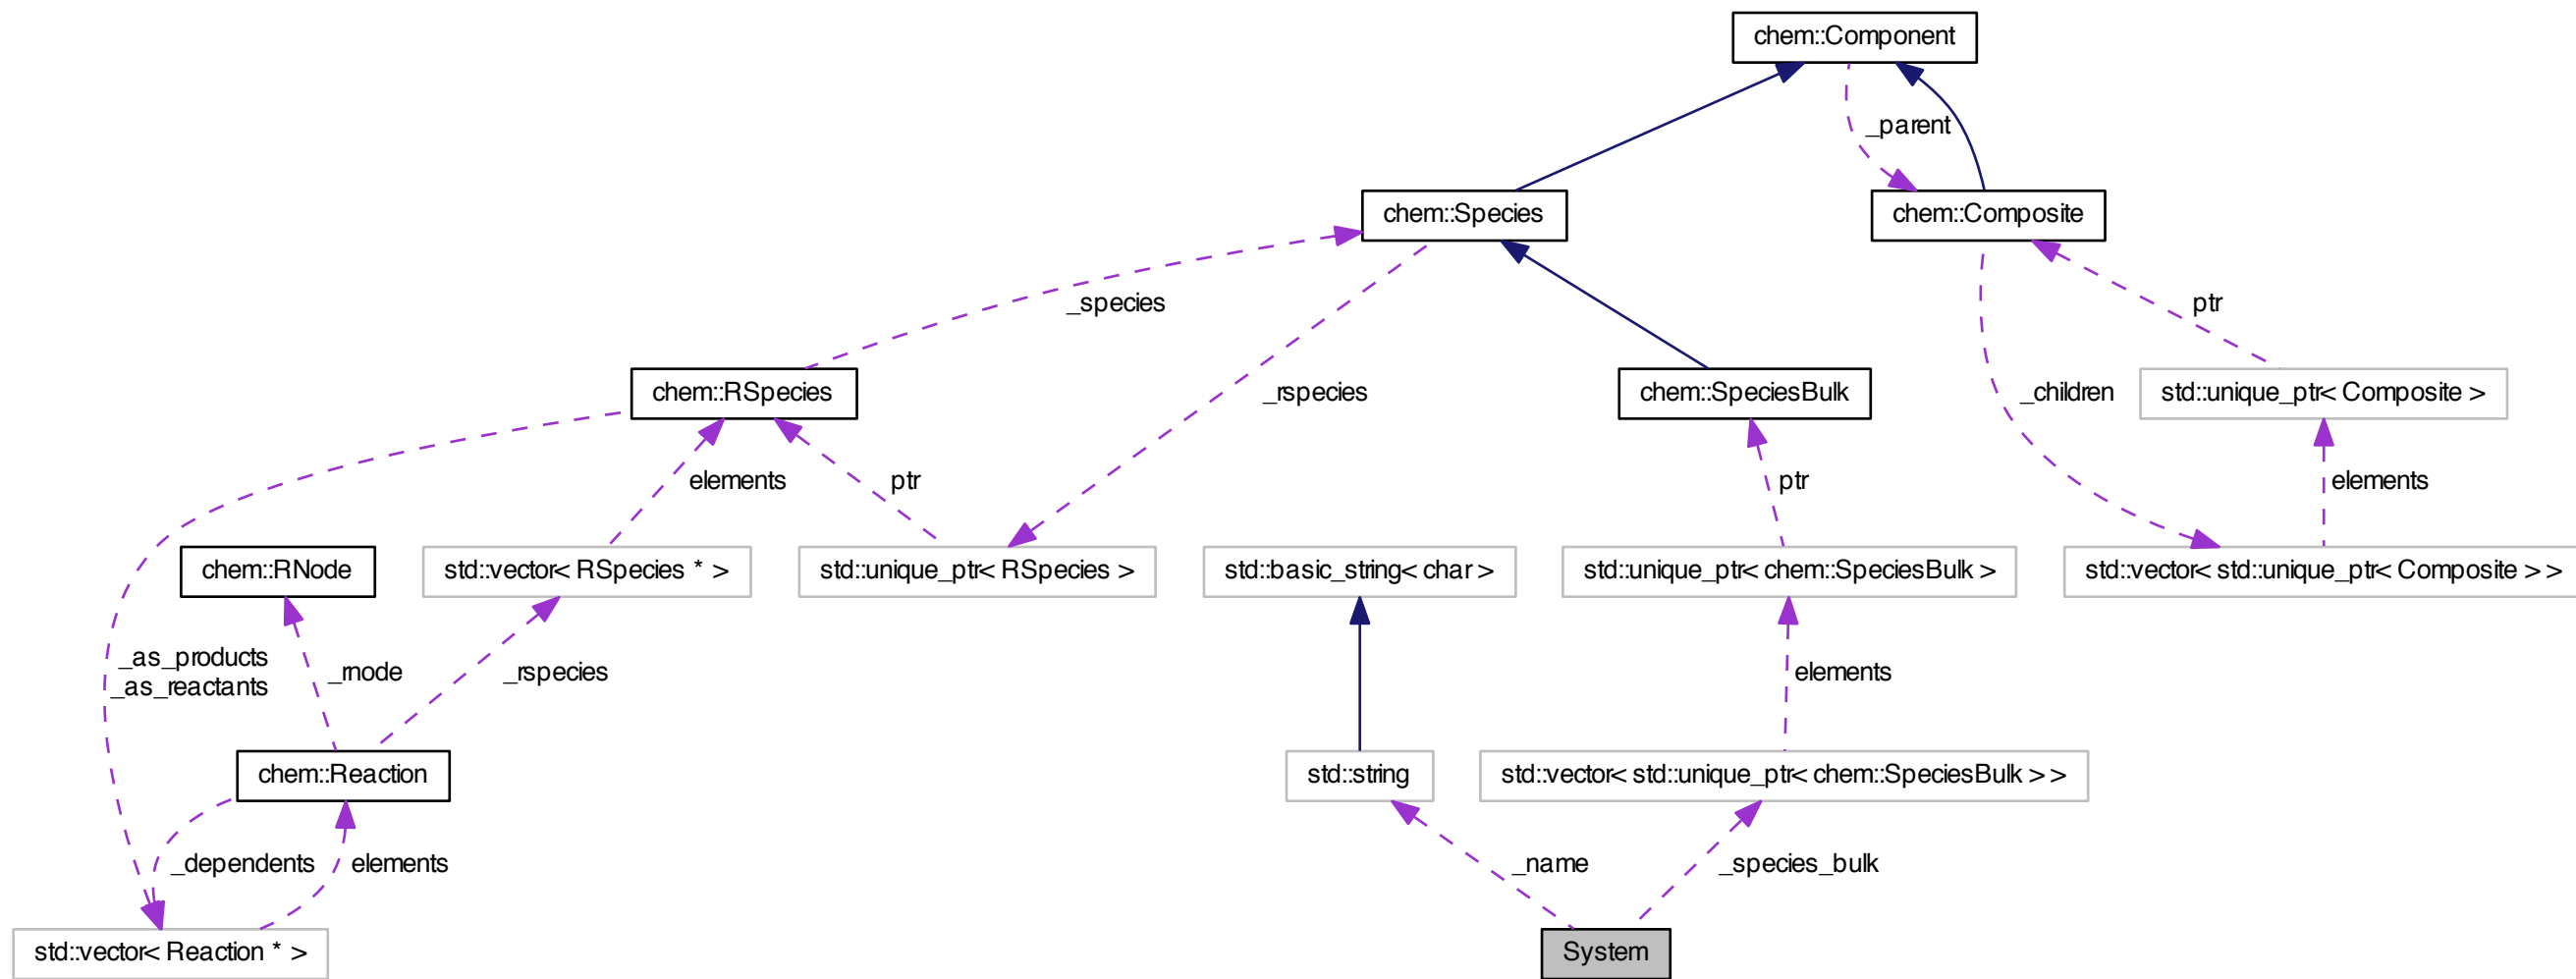 chem::Component
_parent
chem::Species
chem::Composite
_species
ptr
chem::RSpecies
_rspecies
chem::SpeciesBulk
_children
std::unique_ptr< Composite >
elements
ptr
ptr
elements
chem::RNode
std::vector< RSpecies * >
std::unique_ptr< RSpecies >
std::basic_string< char >
std::unique_ptr< chem::SpeciesBulk >
std::vector< std::unique_ptr< Composite > >
_as_products
_as_reactants
_rnode
_rspecies
elements
chem::Reaction
std::string
std::vector< std::unique_ptr< chem::SpeciesBulk > >
_dependents
elements
_name
_species_bulk
std::vector< Reaction * >
System